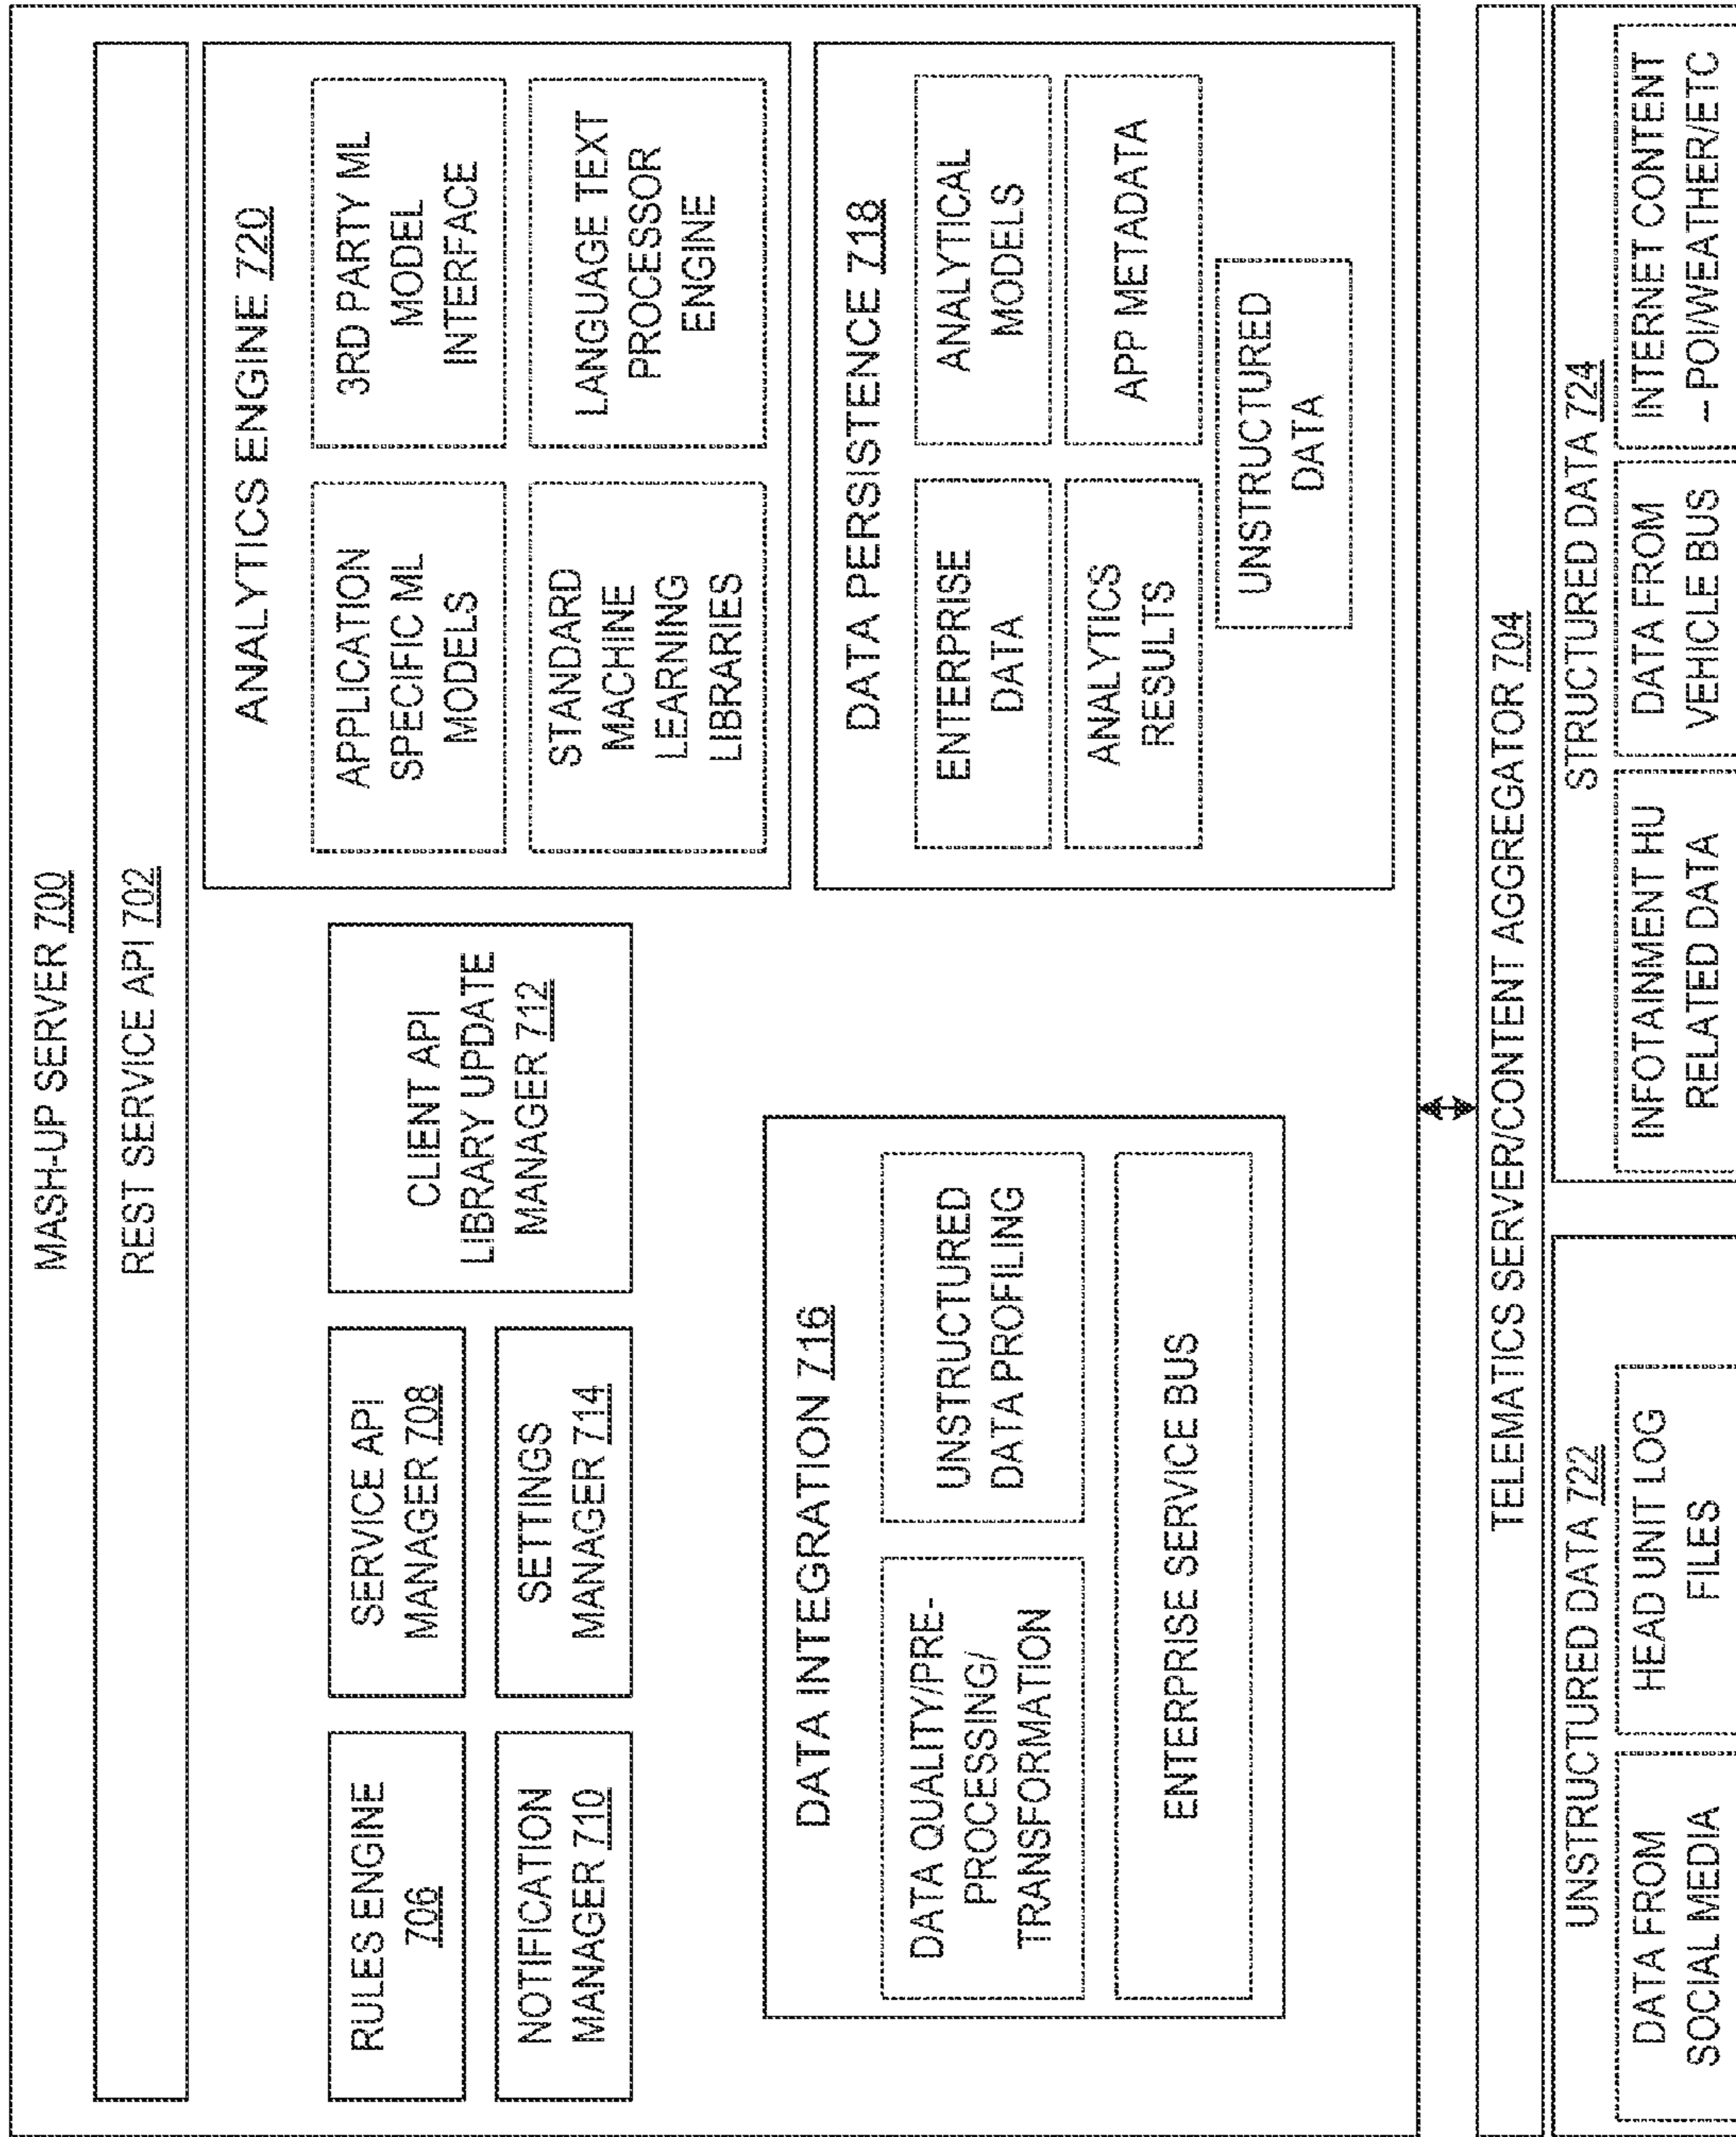 MASH-UP SERVER 700
REST SERVICE API 702
RULES ENGINE
706
SERVICE API
MANAGER 708
NOTIFICATION
MANAGER 710
SETTINGS
MANAGER 714
CLIENT API
LIBRARY UPDATE
MANAGER 712
ANALYTICS ENGINE 720
APPLICATION
SPECIFIC ML
MODELS
3RD PARTY ML
MODEL
INTERFACE
STANDARD
MACHINE
LEARNING
LIBRARIES
LANGUAGE TEXT
PROCESSOR
ENGINE
DATA INTEGRATION 716
DATA QUALITY/PRE-
PROCESSING/
TRANSFORMATION
UNSTRUCTURED
DATA PROFILING
ENTERPRISE SERVICE BUS
DATA PERSISTENCE 718
ENTERPRISE
DATA
ANALYTICAL
MODELS
ANALYTICS
RESULTS
APP METADATA
UNSTRUCTURED
DATA
TELEMATICS SERVER/CONTENT AGGREGATOR 704
UNSTRUCTURED DATA 722
DATA FROM
SOCIAL MEDIA
HEAD UNIT LOG
FILES
STRUCTURED DATA 724
INFOTAINMENT HU
RELATED DATA
DATA FROM
VEHICLE BUS
INTERNET CONTENT
– POI/WEATHER/ETC